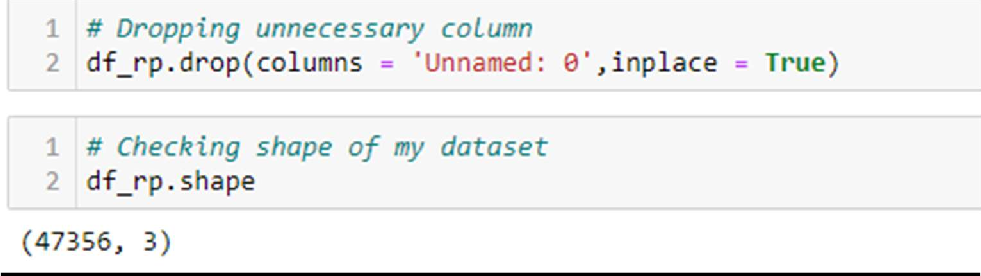 1 # Dropping unnecessary column
2 df_rp.drop(columns = 'Unnamed: 0',inplace = True)
1 # Checking shape of my dataset
2 df_rp.shape
(47356, 3)